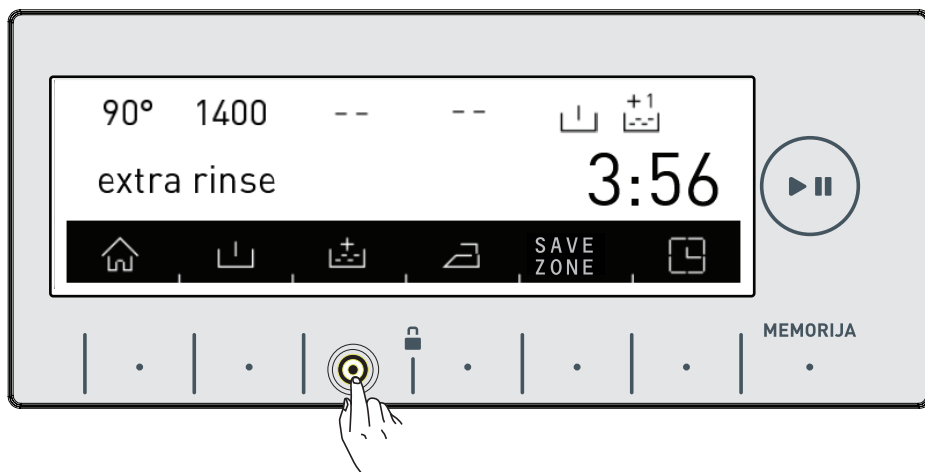 90° 1400 -- -- +1
extra rinse 3:56
SAVE
ZONE
MEMORIJA